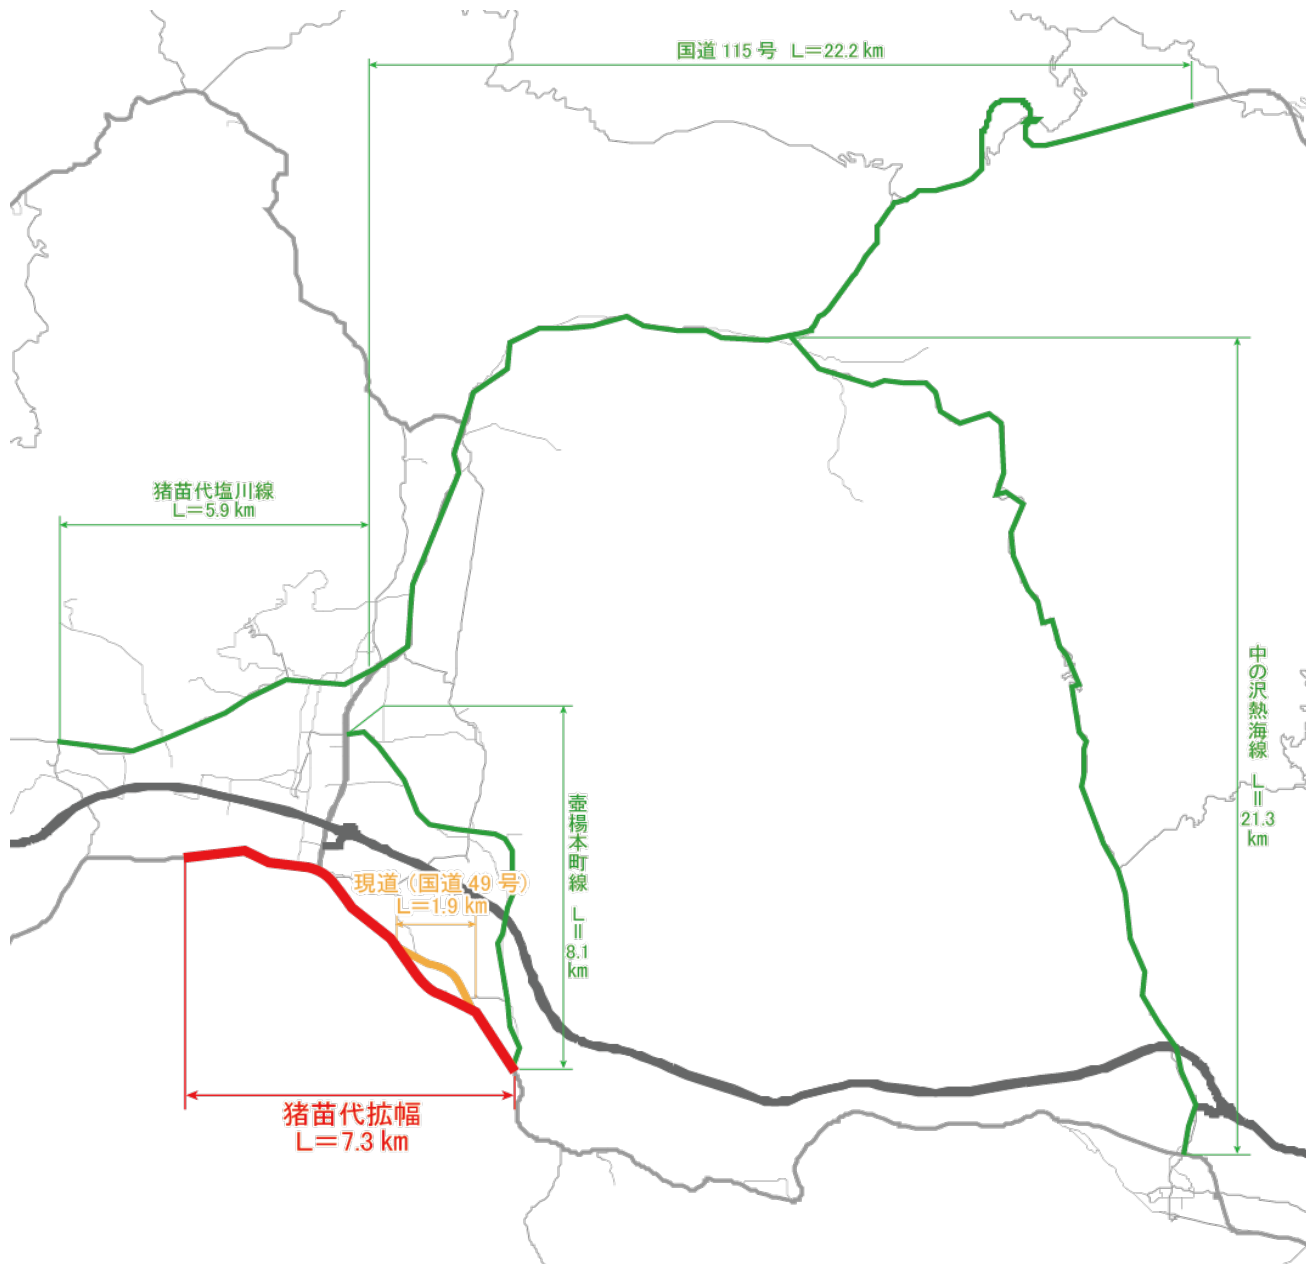 国道 115 号 L=22.2 km
猪苗代塩川線
L=5.9 km
中の沢熱海線 L=21.3 km
壺楊本町線 L=8.1 km
現道（国道 49 号）
L=1.9 km
猪苗代拡幅
L=7.3 km